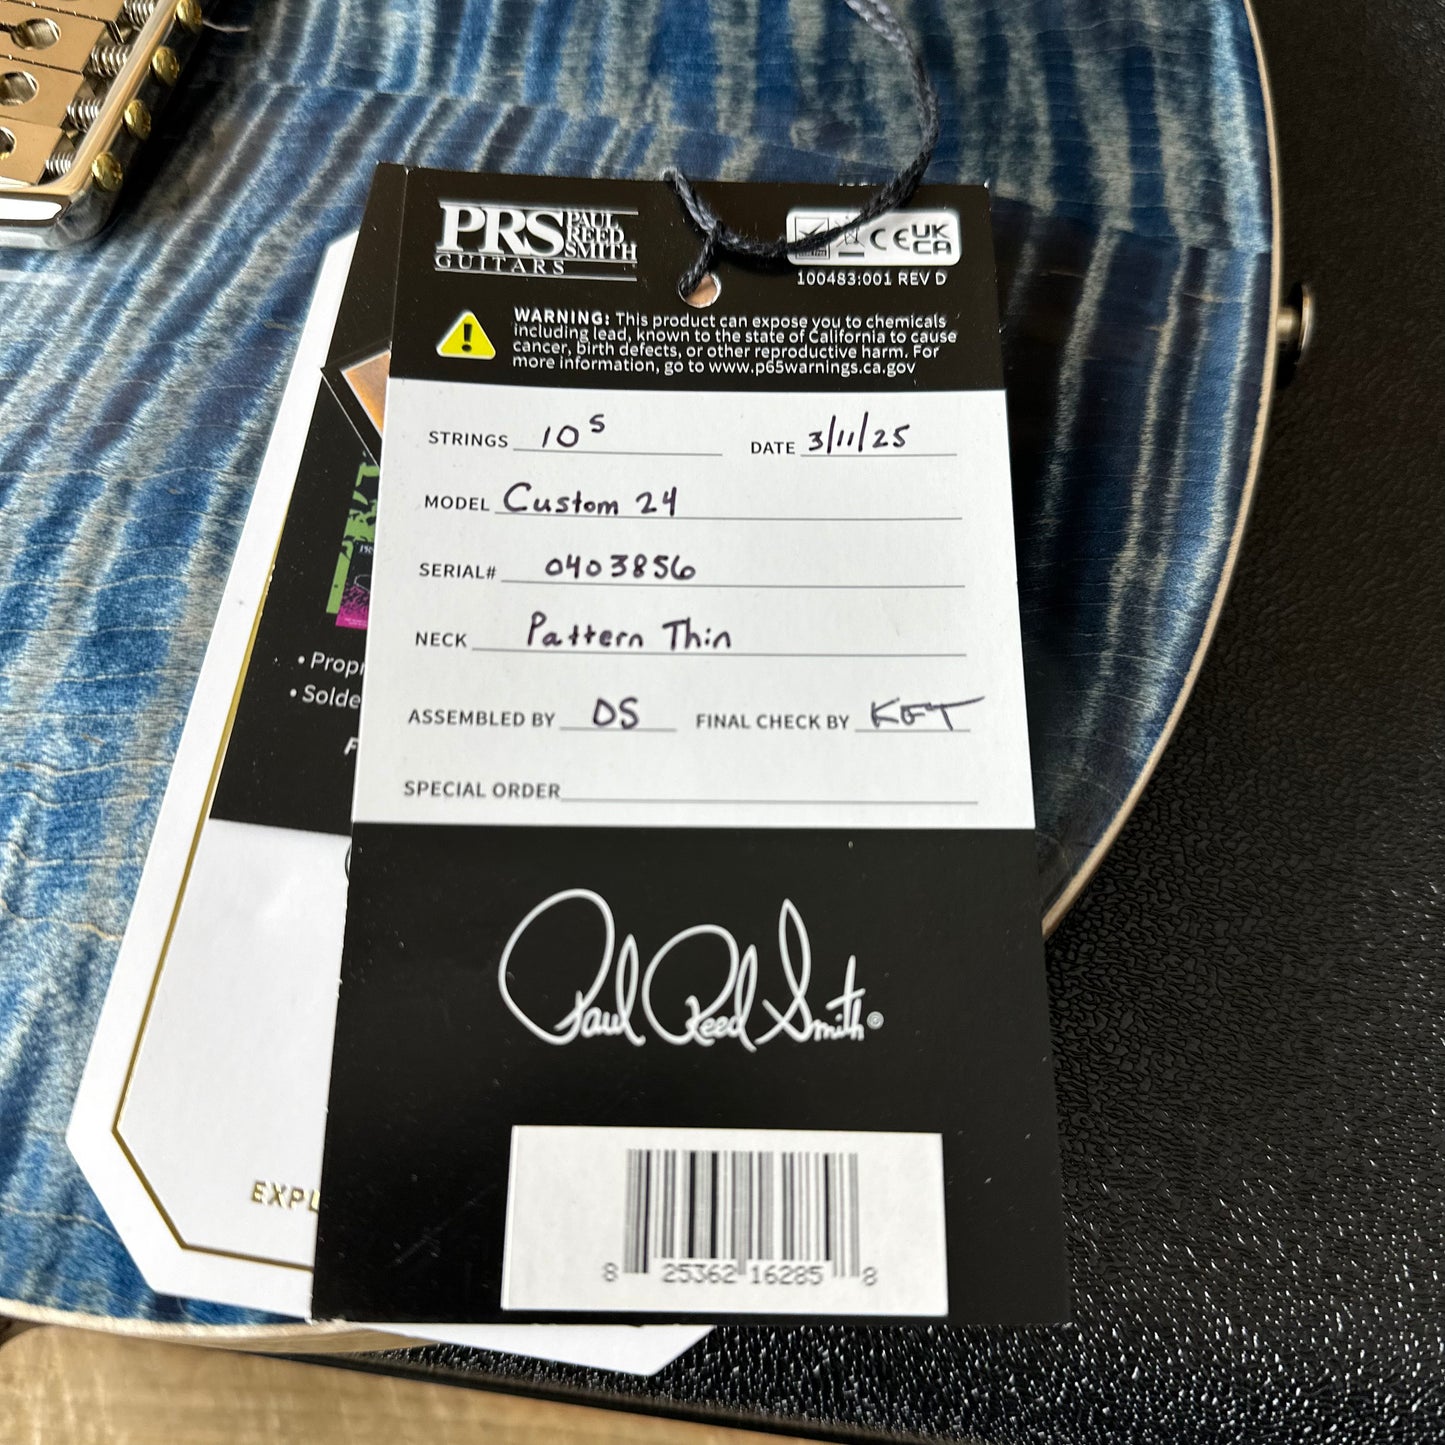 PRS PAUL REED SMITH
GUITARS
CE UK CA
100483:001 REV D
WARNING: This product can expose you to chemicals
including lead, known to the state of California to cause
cancer, birth defects, or other reproductive harm. For
more information, go to www.p65warnings.ca.gov
STRINGS 10s DATE 3/11/25
MODEL Custom 24
SERIAL# 0403856
NECK Pattern Thin
ASSEMBLED BY DS FINAL CHECK BY
SPECIAL ORDER
Paul Reed Smith®
8 25362 16285 8
• Propr
• Solde
F
EXPL